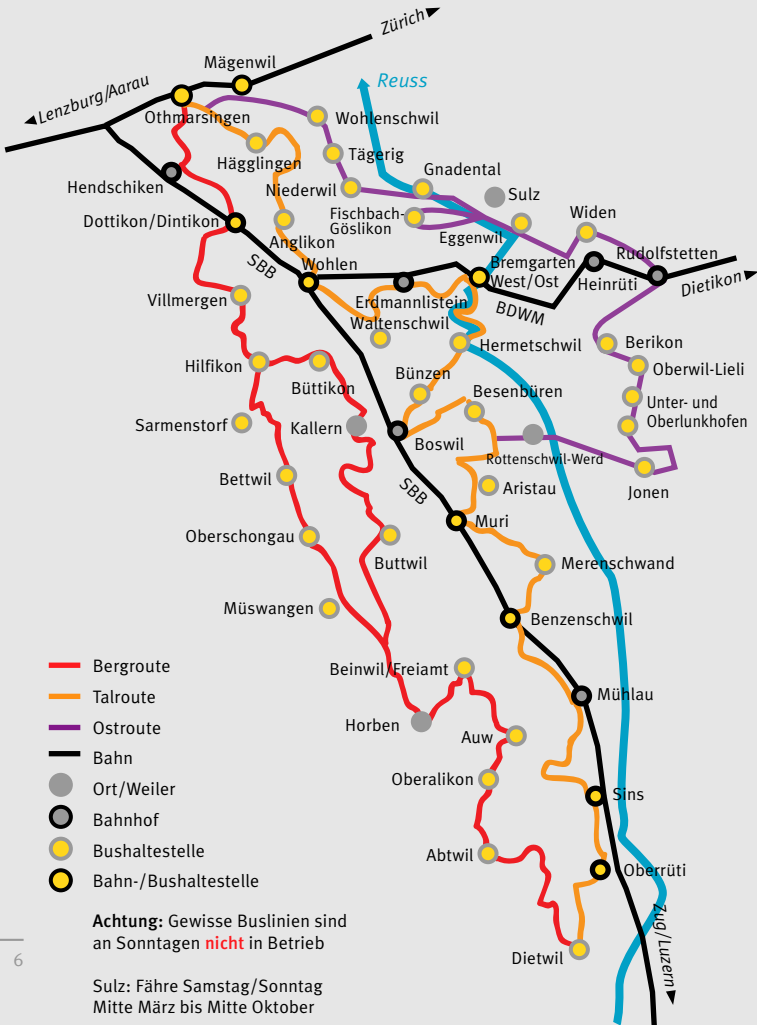 Zürich
Mägenwil
Lenzburg/Aarau
Reuss
Othmarsingen
Wohlenschwil
Hägglingen
Tägerig
Gnadental
Hendschiken
Niederwil
Sulz
Dottikon/Dintikon
Fischbach-
Göslikon
Widen
Anglikon
Eggenwil
SBB
Wohlen
Bremgarten
West/Ost
Rudolfstetten
Heinrüti
Dietikon
Villmergen
Erdmannlistein
BDWM
Waltenschwil
Hermetschwil
Berikon
Hilfikon
Büttikon
Bünzen
Oberwil-Lieli
Besenbüren
Unter- und
Oberlunkhofen
Sarmenstorf
Kallern
Boswil
Rottenschwil-Werd
Bettwil
SBB
Aristau
Jonen
Muri
Oberschongau
Buttwil
Merenschwand
Müswangen
Benzenschwil
Bergroute
Beinwil/Freiamt
Talroute
Mühlau
Ostroute
Horben
Auw
Bahn
Ort/Weiler
Oberalikon
Sins
Bahnhof
Bushaltestelle
Abtwil
Bahn-/Bushaltestelle
Oberrüti
Achtung: Gewisse Buslinien sind
an Sonntagen nicht in Betrieb
Zug/Luzern
Dietwil
6
Sulz: Fähre Samstag/Sonntag
Mitte März bis Mitte Oktober